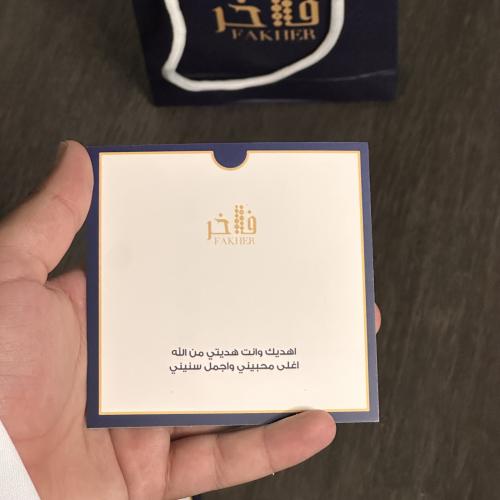 فاخر
FAKHER
فاخر
FAKHER
اهديك وانت هديتي من الله
اغلى محبيني واجمل سنيني